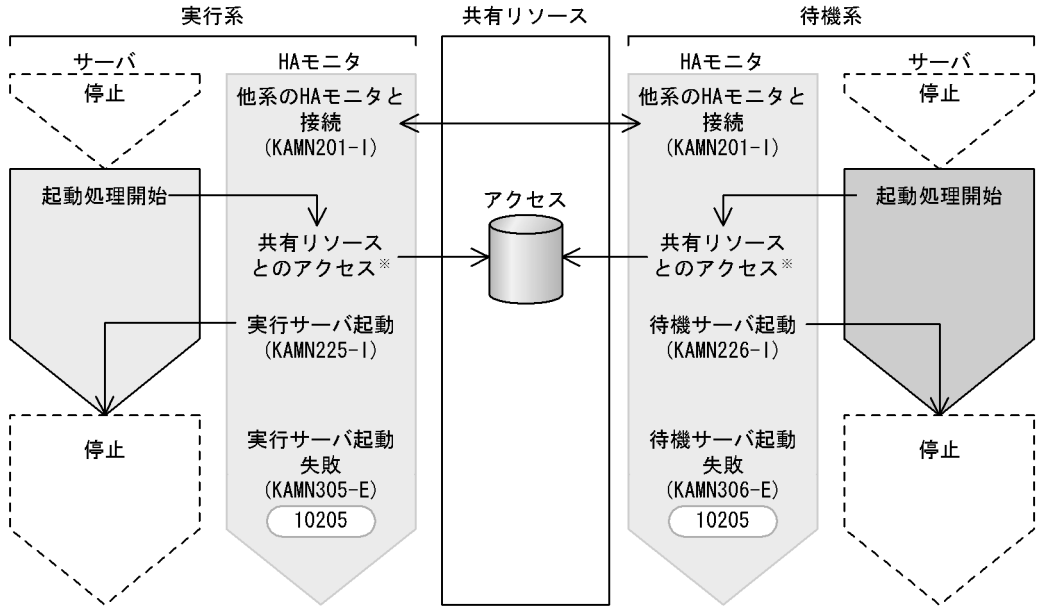 実行系
共有リソース
待機系
サーバ
HAモニタ
HAモニタ
サーバ
停止
他系のHAモニタと
接続
(KAMN201-I)
他系のHAモニタと
接続
(KAMN201-I)
停止
起動処理開始
アクセス
起動処理開始
共有リソース
とのアクセス※
共有リソース
とのアクセス※
実行サーバ起動
(KAMN225-I)
待機サーバ起動
(KAMN226-I)
停止
実行サーバ起動
失敗
(KAMN305-E)
10205
待機サーバ起動
失敗
(KAMN306-E)
10205
停止